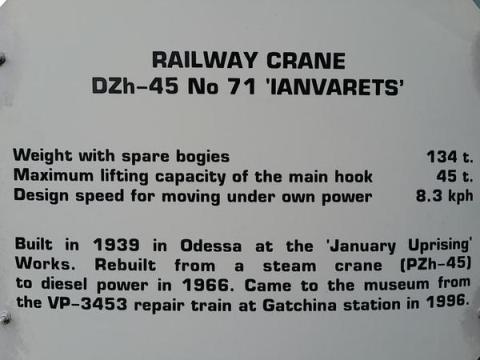 RAILWAY CRANE
DZh-45 No 71 'IANVARETS'
Weight with spare bogies 134 t.
Maximum lifting capacity of the main hook 45 t.
Design speed for moving under own power 8.3 kph
Built in 1939 in Odessa at the 'January Uprising'
Works. Rebuilt from a steam crane (PZh-45)
to diesel power in 1966. Came to the museum from
the VP-3453 repair train at Gatchina station in 1996.